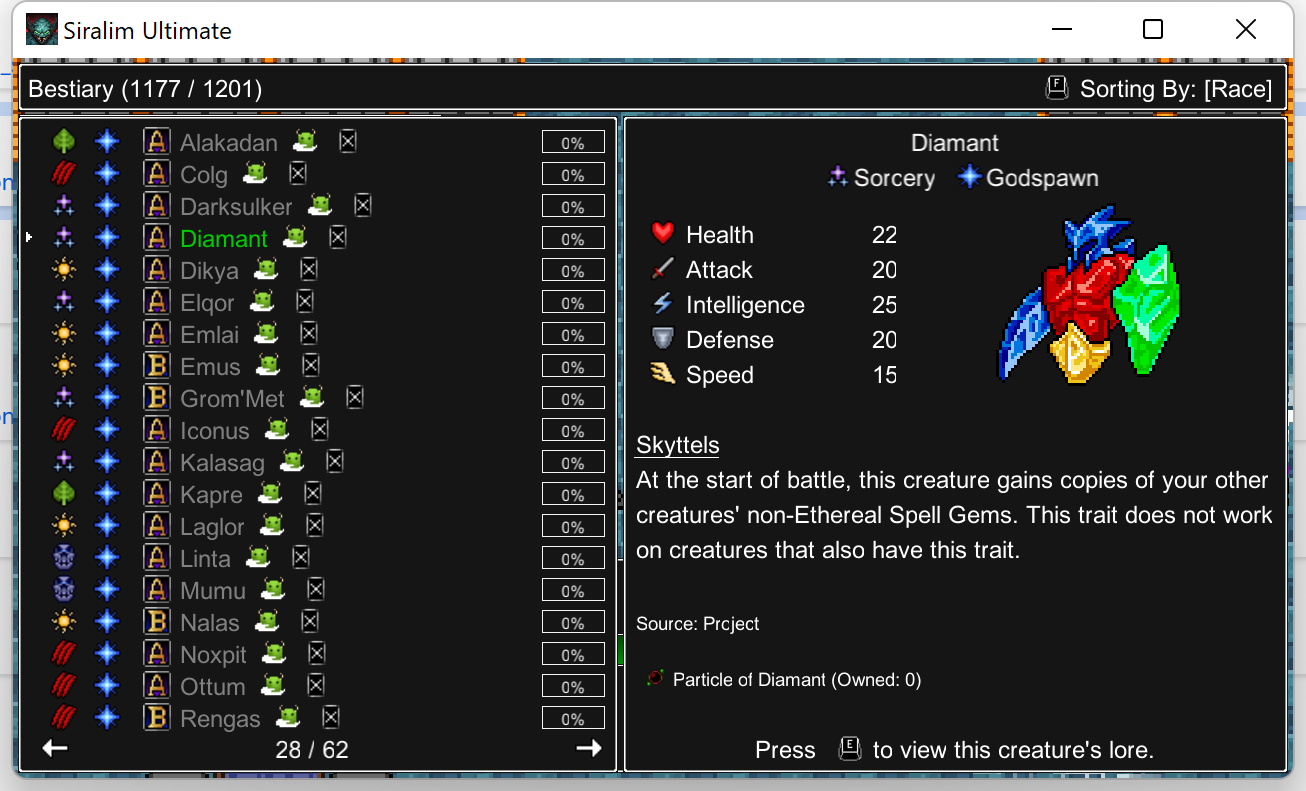 Siralim Ultimate
Bestiary (1177 / 1201)
F Sorting By: [Race]
A Alakadan 0%
A Colg 0%
A Darksulker 0%
A Diamant 0%
A Dikya 0%
A Elqor 0%
A Emlai 0%
B Emus 0%
B Grom'Met 0%
A Iconus 0%
A Kalasag 0%
A Kapre 0%
A Laglor 0%
A Linta 0%
A Mumu 0%
B Nalas 0%
A Noxpit 0%
A Ottum 0%
B Rengas 0%
28 / 62
Diamant
Sorcery Godspawn
Health 22
Attack 20
Intelligence 25
Defense 20
Speed 15
Skyttels
At the start of battle, this creature gains copies of your other
creatures' non-Ethereal Spell Gems. This trait does not work
on creatures that also have this trait.
Source: Project
Particle of Diamant (Owned: 0)
Press E to view this creature's lore.